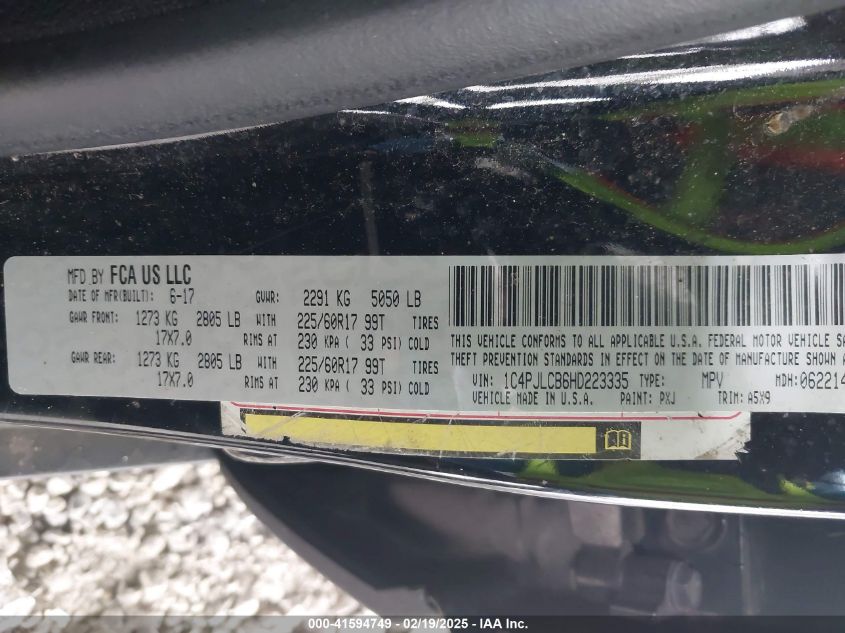 MFD BY FCA US LLC
DATE OF MFR(BUILT): 6-17 GVWR: 2291 KG 5050 LB
GAWR FRONT: 1273 KG 2805 LB WITH 225/60R17 99T TIRES
17X7.0 RIMS AT 230 KPA ( 33 PSI) COLD
GAWR REAR: 1273 KG 2805 LB WITH 225/60R17 99T TIRES
17X7.0 RIMS AT 230 KPA ( 33 PSI) COLD
THIS VEHICLE CONFORMS TO ALL APPLICABLE U.S.A. FEDERAL MOTOR VEHICLE SA
THEFT PREVENTION STANDARDS IN EFFECT ON THE DATE OF MANUFACTURE SHOWN A
VIN: 1C4PJLCB6HD223335 TYPE: MPV MDH: 062214
VEHICLE MADE IN U.S.A. PAINT: PXJ TRIM: A5X9
000-41594749 - 02/19/2025 - IAA Inc.